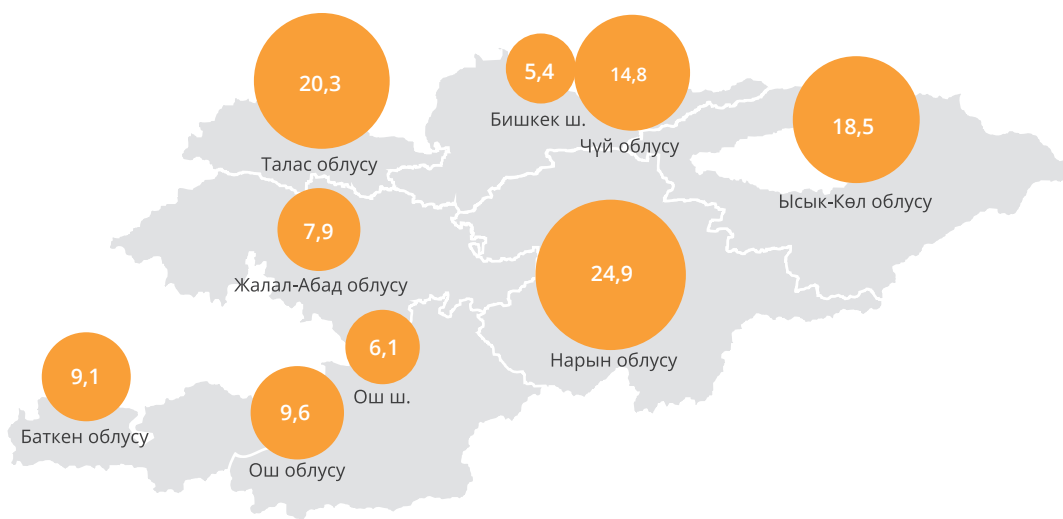 20,3
Талас облусу
5,4
Бишкек ш.
14,8
Чүй облусу
18,5
Ысык-Көл облусу
7,9
Жалал-Абад облусу
24,9
Нарын облусу
6,1
Ош ш.
9,1
Баткен облусу
9,6
Ош облусу